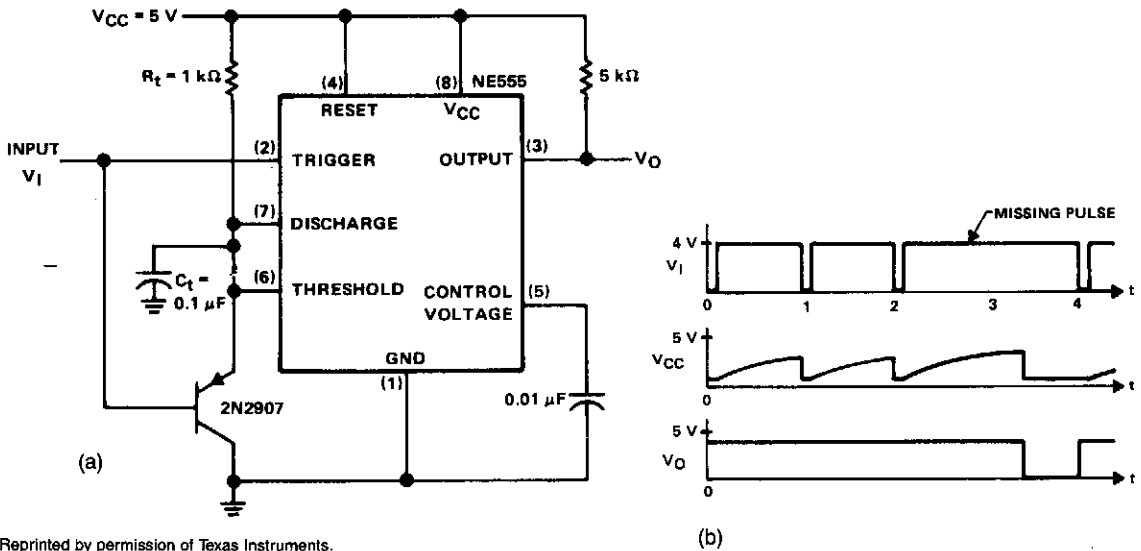 VCC = 5 V
Rt = 1 kΩ
(4)
(8)
NE555
5 kΩ
RESET
VCC
INPUT
VI
(2)
TRIGGER
OUTPUT
(3)
VO
(7)
DISCHARGE
Ct =
0.1 μF
(6)
THRESHOLD
CONTROL
VOLTAGE
(5)
GND
(1)
2N2907
0.01 μF
(a)
MISSING PULSE
4 V
VI
0
1
2
3
4
t
5 V
VCC
0
t
5 V
VO
0
t
(b)
Reprinted by permission of Texas Instruments.